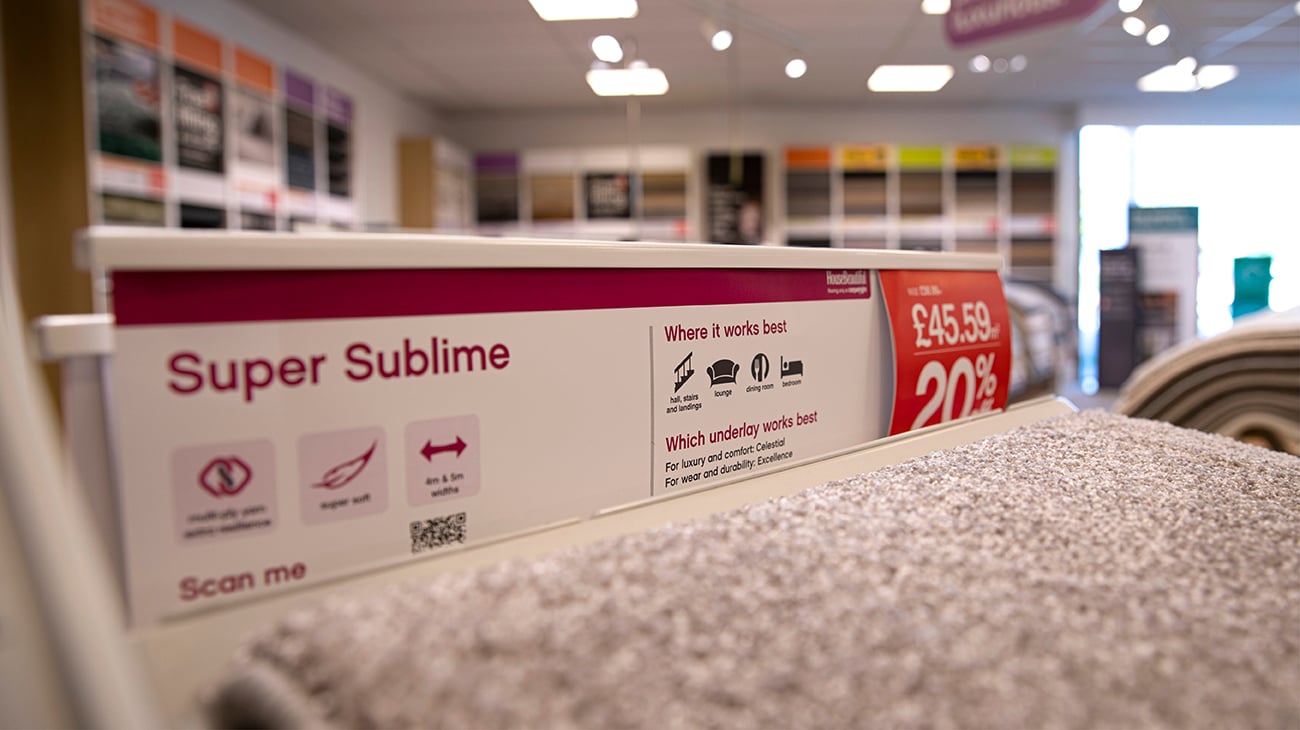 HouseBeautiful
Super Sublime
super soft
4m & 5m
widths
Scan me
Where it works best
hall, stairs
and landings
lounge
dining room
bedroom
Which underlay works best
For luxury and comfort: Celestial
For wear and durability: Excellence
£45.59
20%